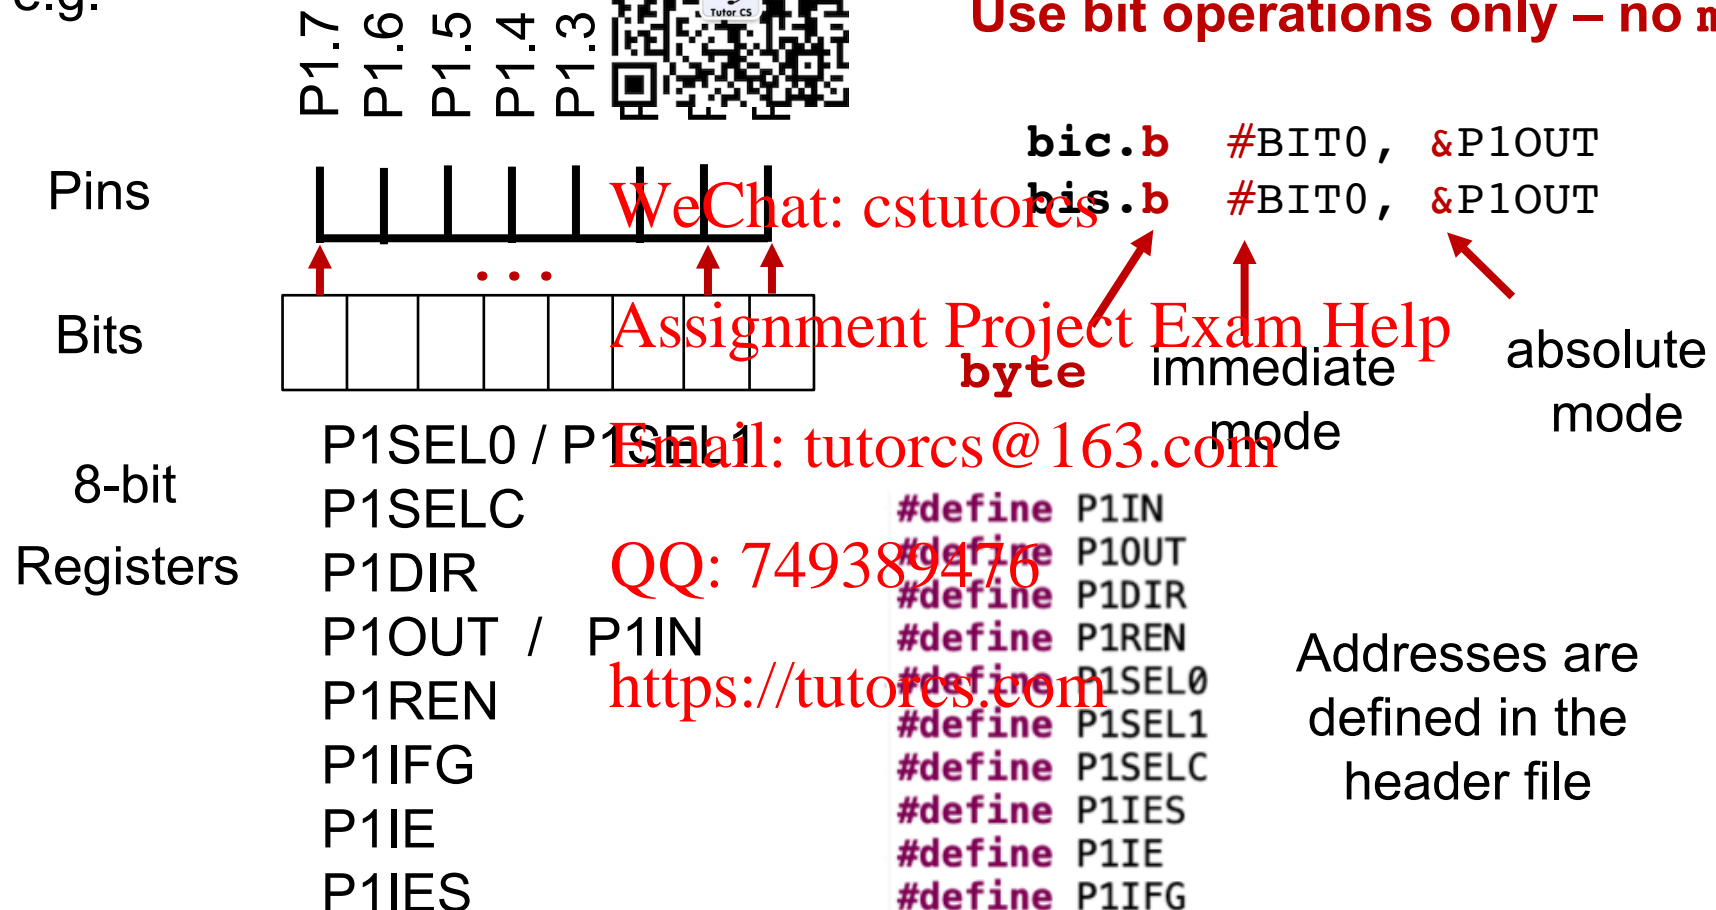 e.g.
Use bit operations only – no
P1.7
P1.6
P1.5
P1.4
P1.3
Tutor CS
bic.b #BIT0, &P1OUT
Pins
WeChat: cstutorcs
bis.b #BIT0, &P1OUT
...
Bits
Assignment Project Exam Help
byte
immediate
mode
absolute
mode
P1SEL0 / P1SEL1
Email: tutorcs@163.com
8-bit
Registers
P1SELC
P1DIR
P1OUT / P1IN
P1REN
P1IFG
P1IE
P1IES
QQ: 749389476
https://tutorcs.com
#define P1IN
#define P1OUT
#define P1DIR
#define P1REN
#define P1SEL0
#define P1SEL1
#define P1SELC
#define P1IES
#define P1IE
#define P1IFG
Addresses are
defined in the
header file